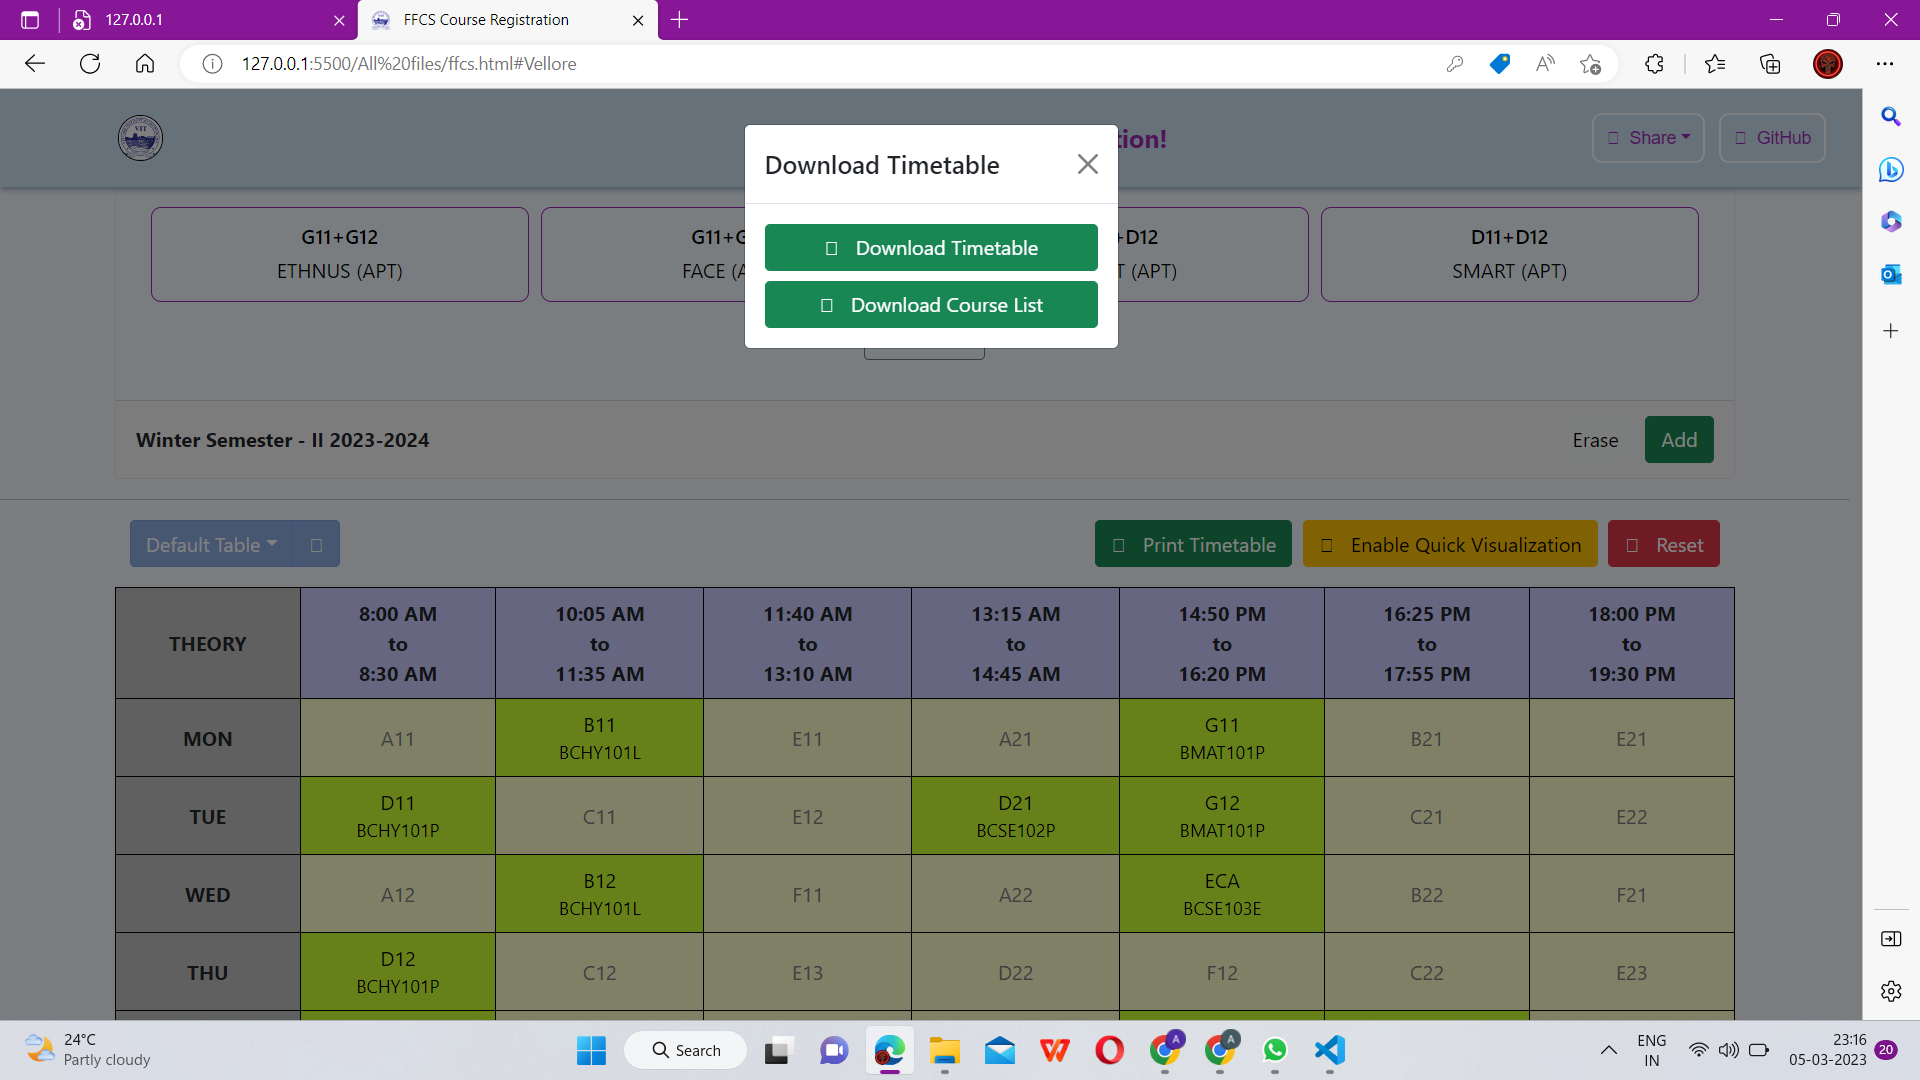 127.0.0.1
FFCS Course Registration
127.0.0.1:5500/All%20files/ffcs.html#Vellore
VIT
tion!
Share
GitHub
Download Timetable
Download Timetable
Download Course List
G11+G12
ETHNUS (APT)
G11+G
FACE (A
+D12
T (APT)
D11+D12
SMART (APT)
Winter Semester - II 2023-2024
Erase
Add
Default Table
Print Timetable
Enable Quick Visualization
Reset
THEORY
8:00 AM
to
8:30 AM
10:05 AM
to
11:35 AM
11:40 AM
to
13:10 AM
13:15 AM
to
14:45 AM
14:50 PM
to
16:20 PM
16:25 PM
to
17:55 PM
18:00 PM
to
19:30 PM
MON
A11
B11
BCHY101L
E11
A21
G11
BMAT101P
B21
E21
TUE
D11
BCHY101P
C11
E12
D21
BCSE102P
G12
BMAT101P
C21
E22
WED
A12
B12
BCHY101L
F11
A22
ECA
BCSE103E
B22
F21
THU
D12
BCHY101P
C12
E13
D22
F12
C22
E23
24°C
Partly cloudy
Search
A
A
ENG
IN
23:16
05-03-2023
20